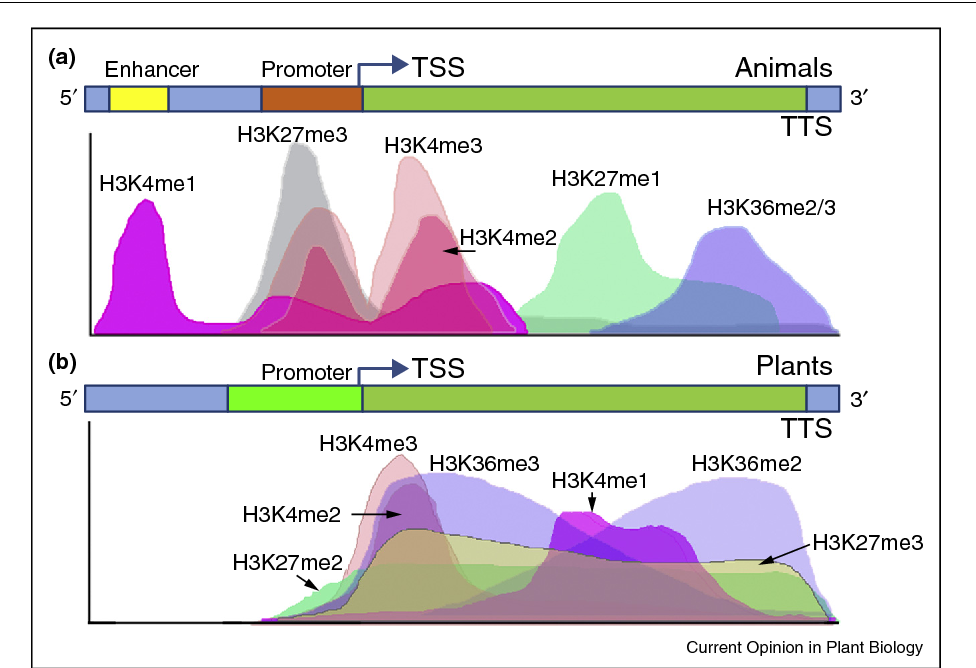 (a)
Enhancer Promoter TSS Animals
5′ 3′
TTS
H3K27me3 H3K4me3
H3K4me1 H3K27me1
H3K36me2/3
H3K4me2
(b)
Promoter TSS Plants
5′ 3′
TTS
H3K4me3
H3K36me3 H3K36me2
H3K4me1
H3K4me2
H3K27me3
H3K27me2
Current Opinion in Plant Biology